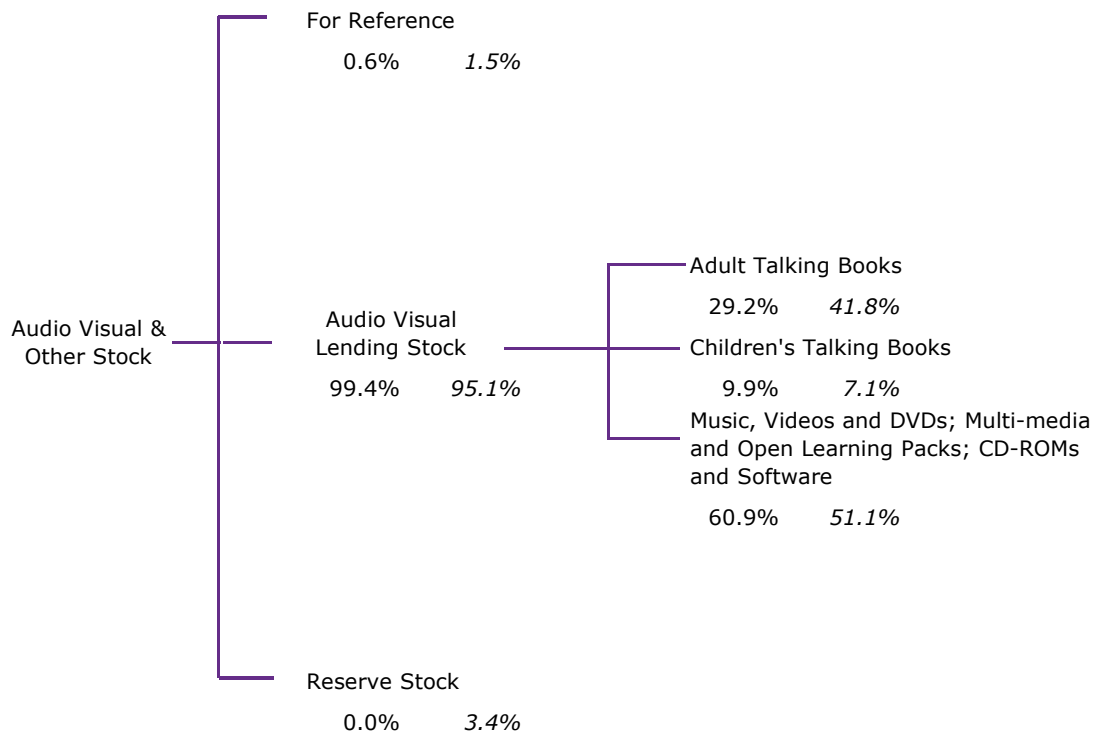 For Reference
0.6% 1.5%
Audio Visual &
Other Stock
Audio Visual
Lending Stock
99.4% 95.1%
Adult Talking Books
29.2% 41.8%
Children's Talking Books
9.9% 7.1%
Music, Videos and DVDs; Multi-media
and Open Learning Packs; CD-ROMs
and Software
60.9% 51.1%
Reserve Stock
0.0% 3.4%